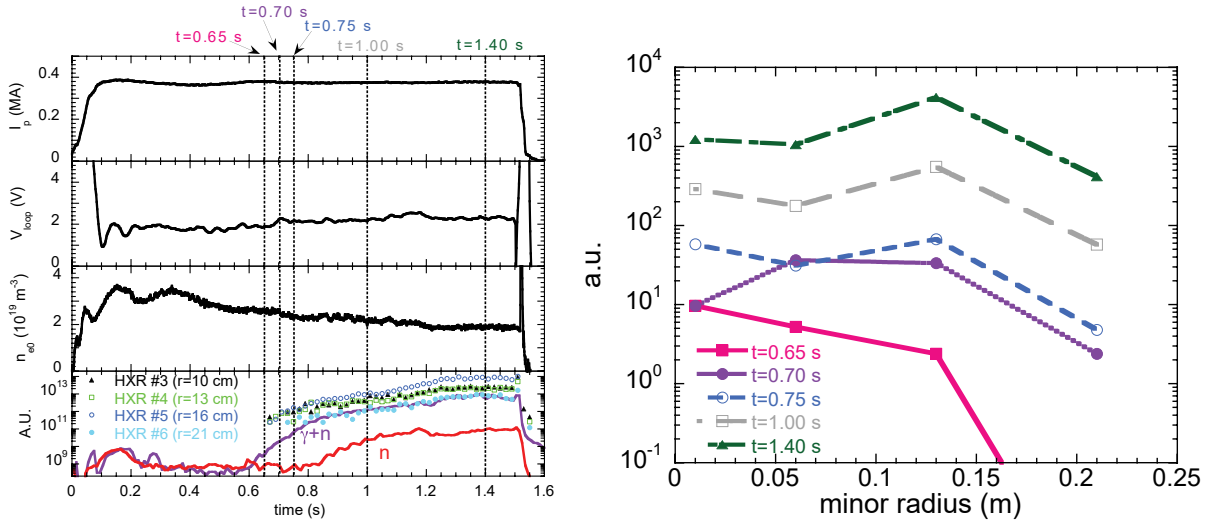 t=0.70 s
t=0.65 s
t=0.75 s
t=1.00 s
t=1.40 s
0.4
0.2
0
I_p (MA)
4
2
0
V_loop (V)
4
2
0
n_e0 (10^19 m^-3)
10^13
10^11
10^9
A.U.
HXR #3 (r=10 cm)
HXR #4 (r=13 cm)
HXR #5 (r=16 cm)
HXR #6 (r=21 cm)
γ+n
n
0 0.2 0.4 0.6 0.8 1 1.2 1.4 1.6
time (s)
10^4
10^3
10^2
10^1
10^0
10^-1
a.u.
t=0.65 s
t=0.70 s
t=0.75 s
t=1.00 s
t=1.40 s
0 0.05 0.1 0.15 0.2 0.25
minor radius (m)